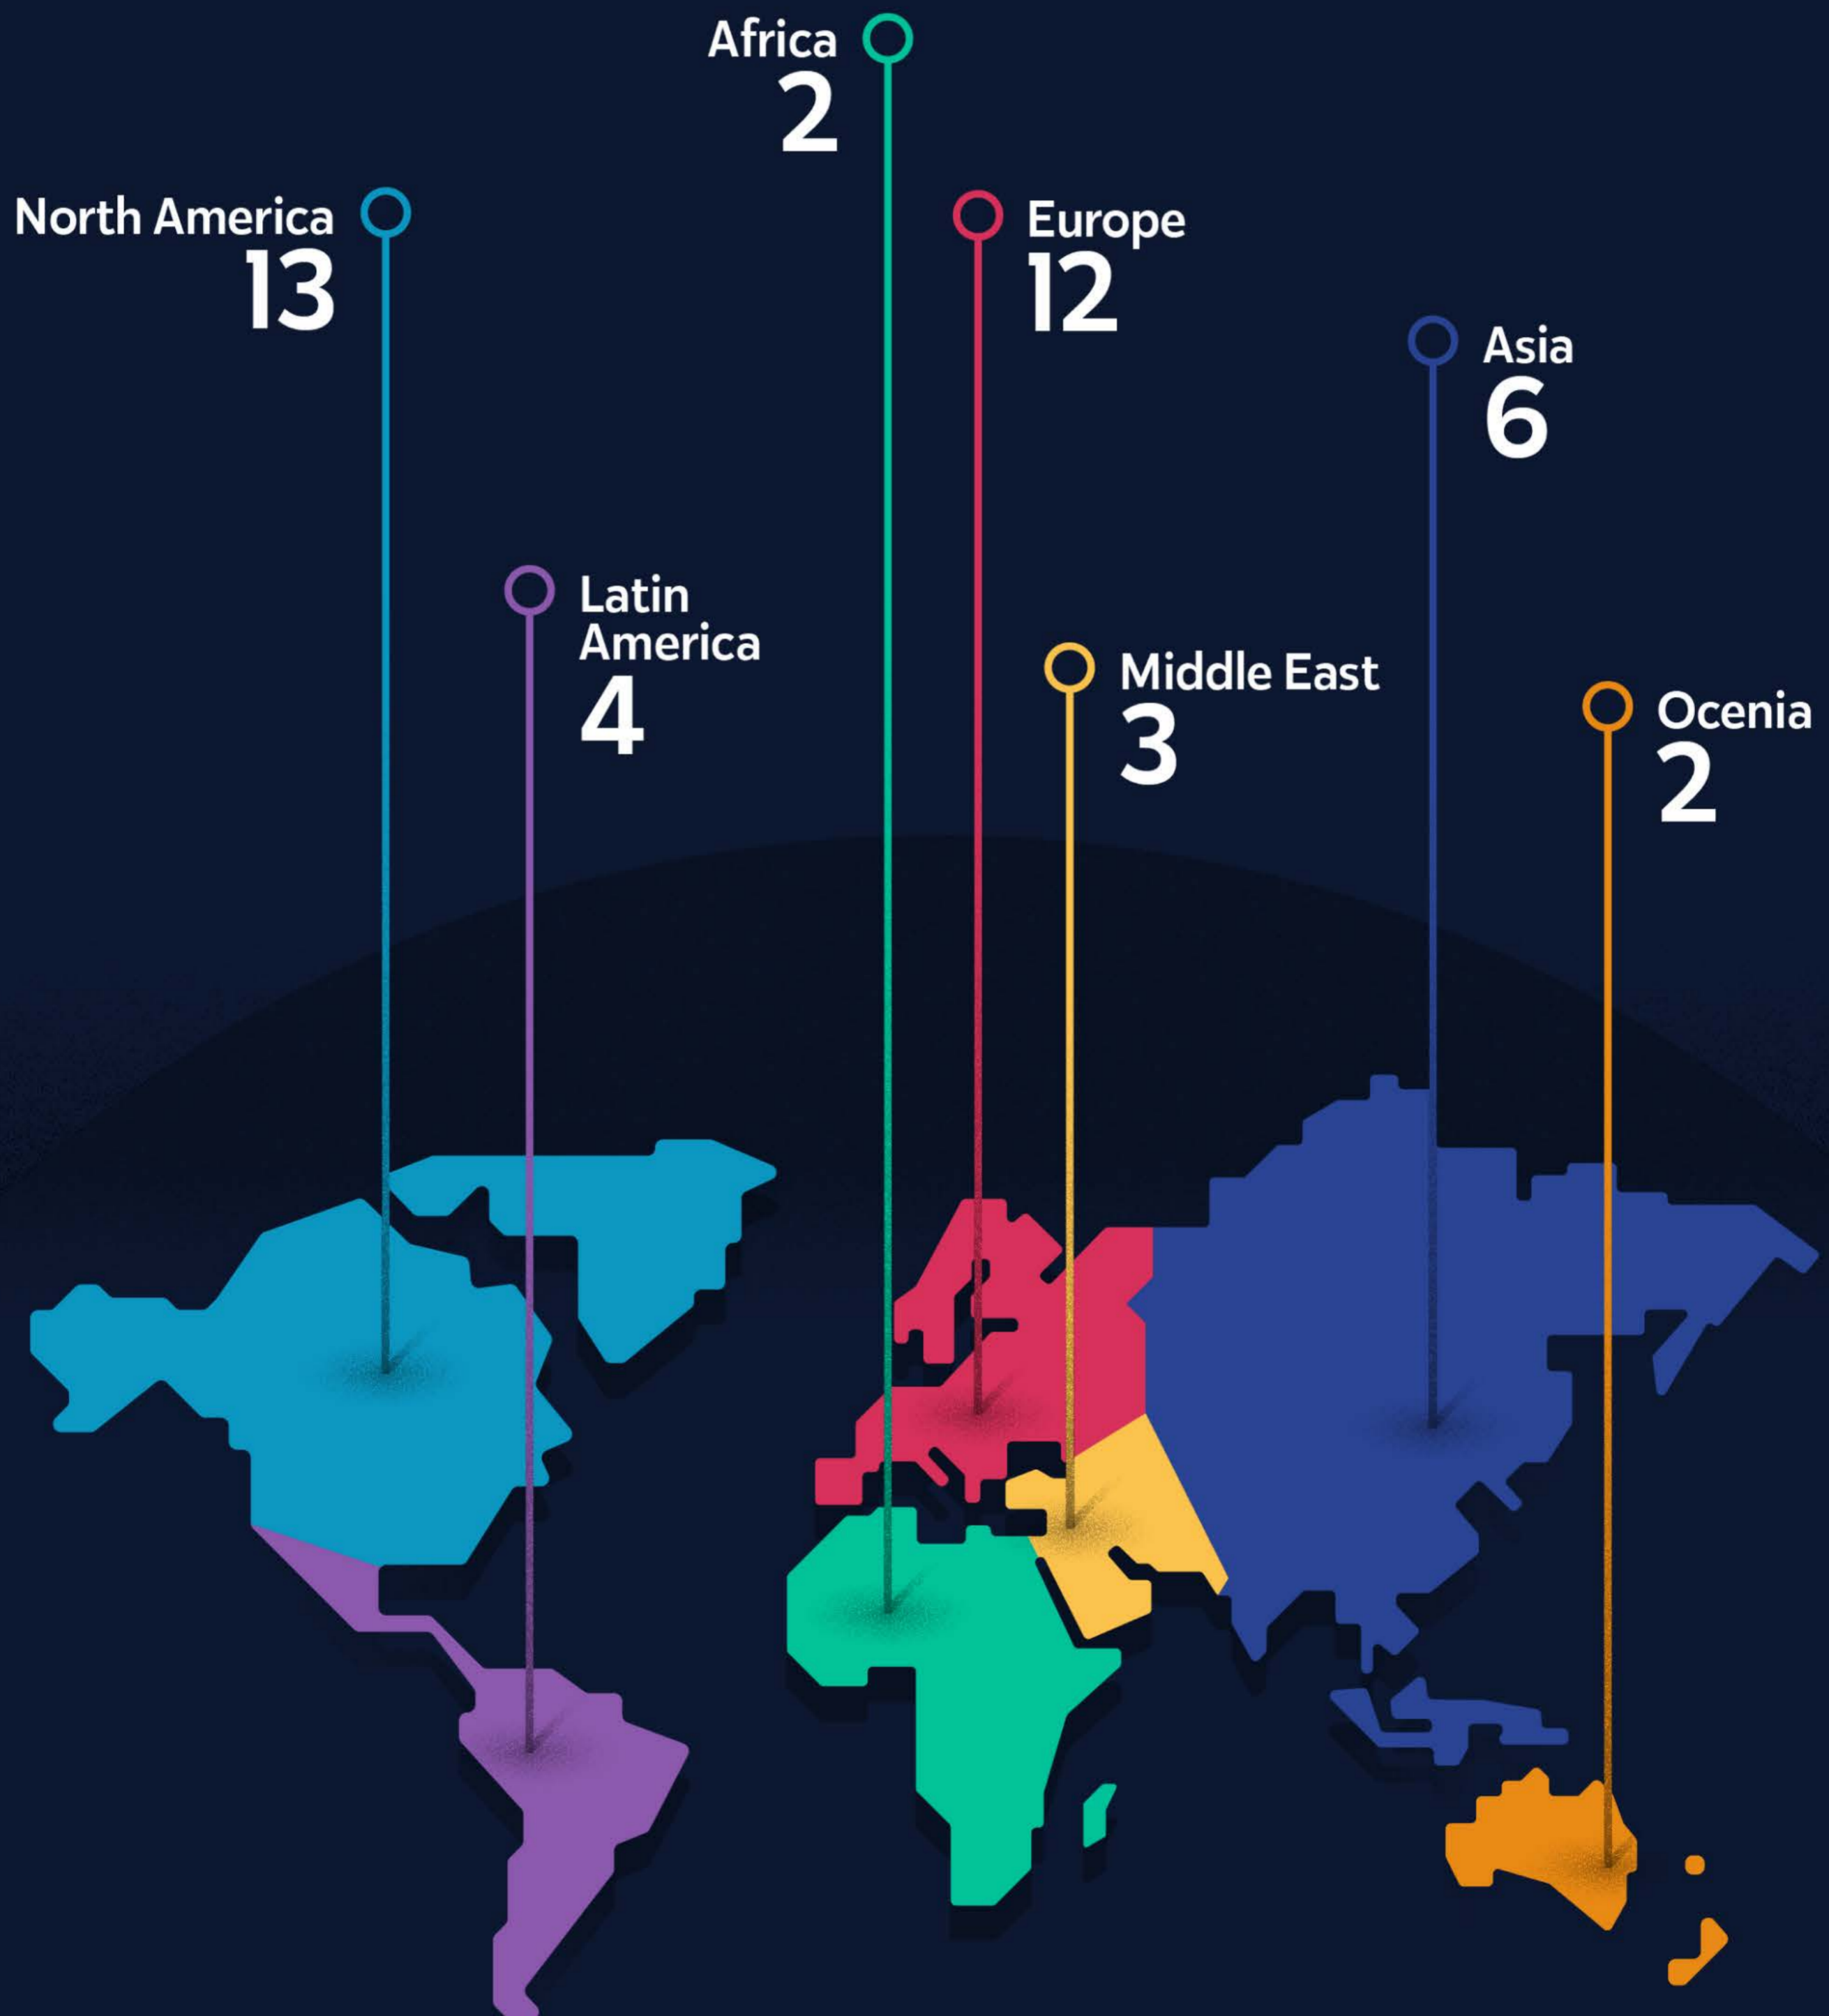 Africa
2
North America
13
Europe
12
Asia
6
Latin
America
4
Middle East
3
Ocenia
2